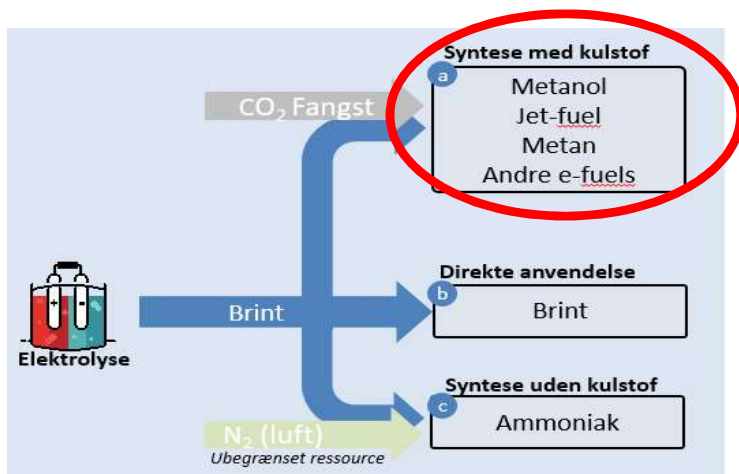 Syntese med kulstof
a
Metanol
Jet-fuel
Metan
Andre e-fuels
CO₂ Fangst
Direkte anvendelse
b
Brint
Brint
+ -
Elektrolyse
Syntese uden kulstof
c
Ammoniak
N₂ (luft)
Ubegrænset ressource